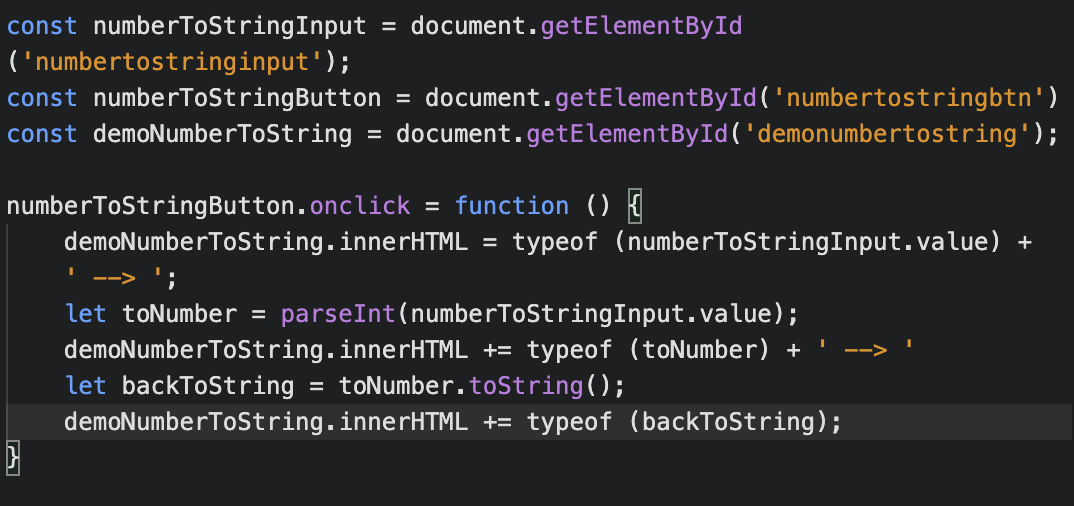 const numberToStringInput = document.getElementById
('numbertostringinput');
const numberToStringButton = document.getElementById('numbertostringbtn')
const demoNumberToString = document.getElementById('demonumbertostring');
numberToStringButton.onclick = function () {
demoNumberToString.innerHTML = typeof (numberToStringInput.value) +
' --> ';
let toNumber = parseInt(numberToStringInput.value);
demoNumberToString.innerHTML += typeof (toNumber) + ' --> '
let backToString = toNumber.toString();
demoNumberToString.innerHTML += typeof (backToString);
}